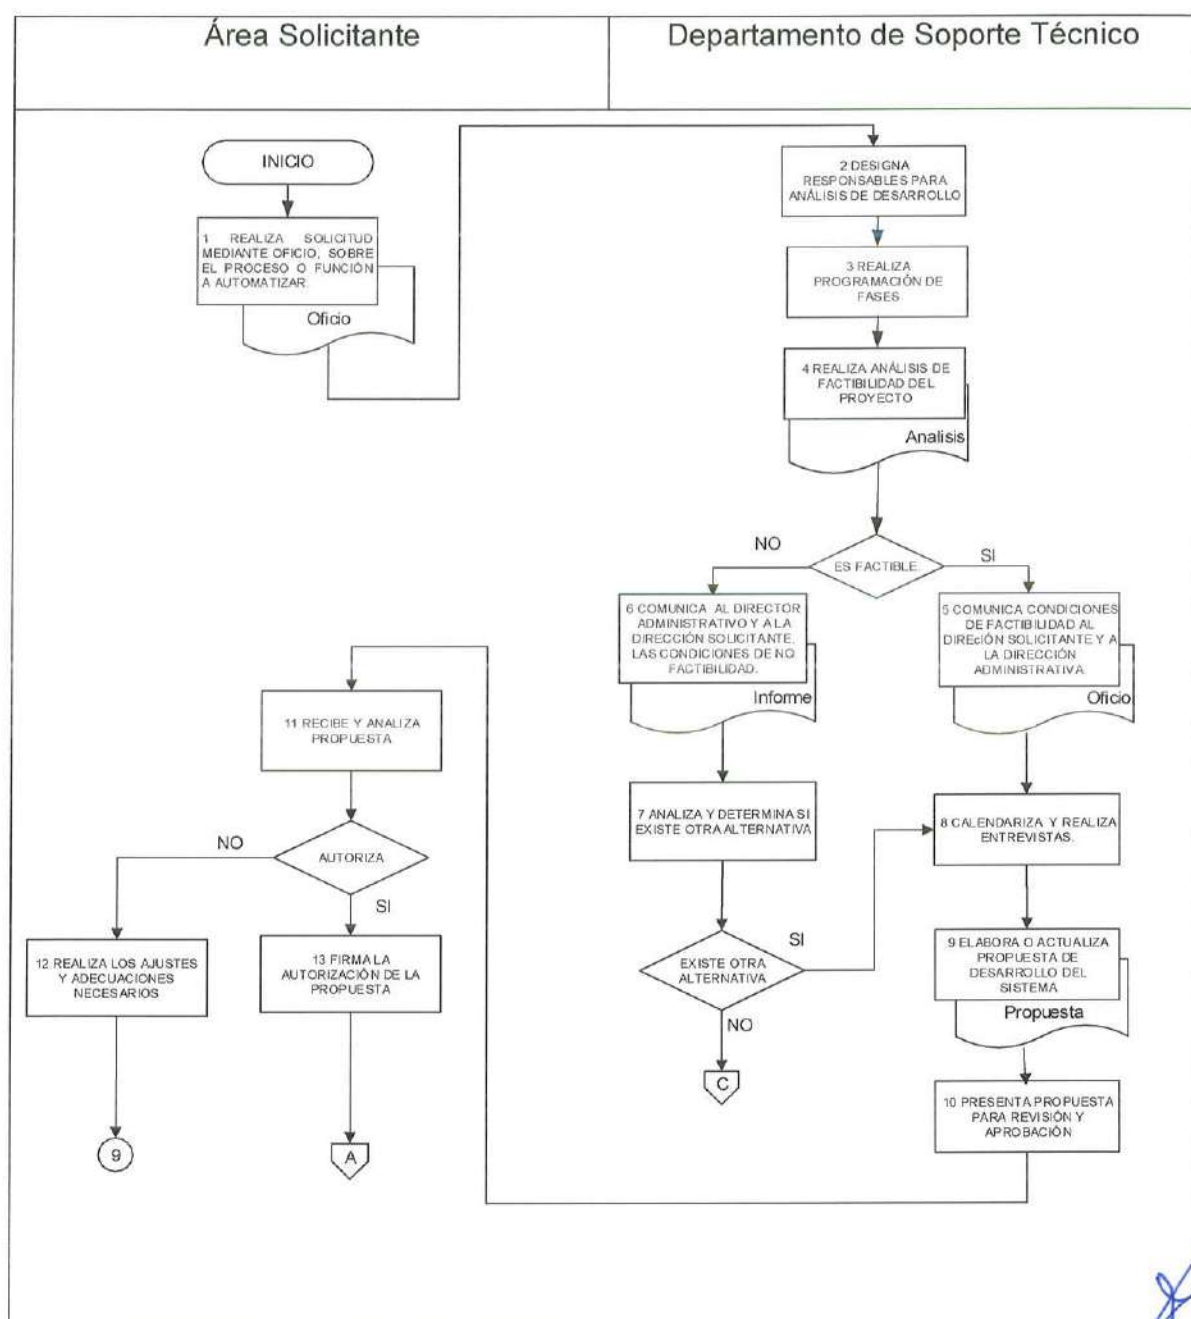 Área Solicitante
Departamento de Soporte Técnico
INICIO
1 REALIZA SOLICITUD
MEDIANTE OFICIO, SOBRE
EL PROCESO O FUNCIÓN
A AUTOMATIZAR.
Oficio
2 DESIGNA
RESPONSABLES PARA
ANÁLISIS DE DESARROLLO
3 REALIZA
PROGRAMACIÓN DE
FASES
4 REALIZA ANÁLISIS DE
FACTIBILIDAD DEL
PROYECTO
Analisis
ES FACTIBLE.
NO
SI
6 COMUNICA AL DIRECTOR
ADMINISTRATIVO Y A LA
DIRECCIÓN SOLICITANTE,
LAS CONDICIONES DE NO
FACTIBILIDAD.
Informe
5 COMUNICA CONDICIONES
DE FACTIBILIDAD AL
DIREcIÓN SOLICITANTE Y A
LA DIRECCIÓN
ADMINISTRATIVA
Oficio
7 ANALIZA Y DETERMINA SI
EXISTE OTRA ALTERNATIVA
8 CALENDARIZA Y REALIZA
ENTREVISTAS.
EXISTE OTRA
ALTERNATIVA
SI
NO
C
9 ELABORA O ACTUALIZA
PROPUESTA DE
DESARROLLO DEL
SISTEMA
Propuesta
10 PRESENTA PROPUESTA
PARA REVISIÓN Y
APROBACIÓN
11 RECIBE Y ANALIZA
PROPUESTA
AUTORIZA
NO
SI
12 REALIZA LOS AJUSTES
Y ADECUACIONES
NECESARIOS
13 FIRMA LA
AUTORIZACIÓN DE LA
PROPUESTA
9
A